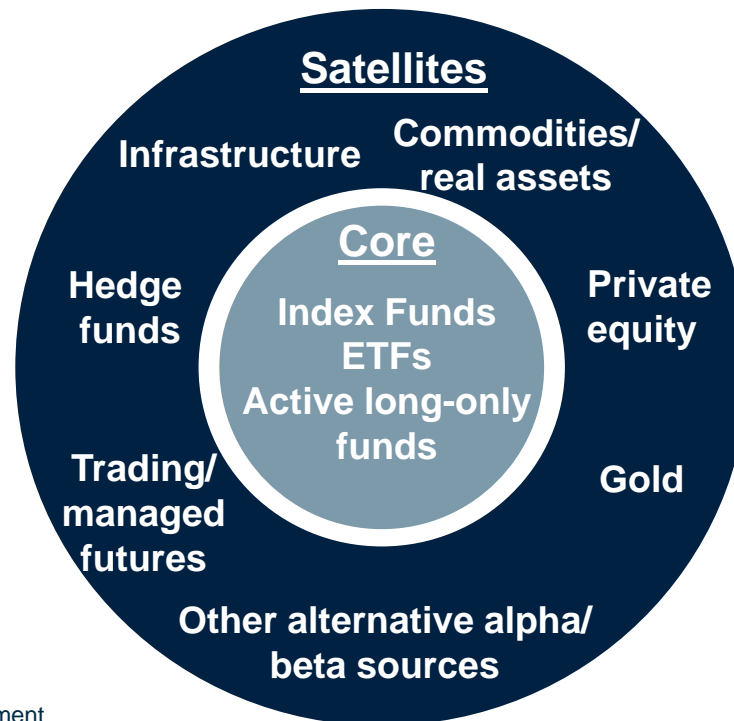 Satellites
Infrastructure
Commodities/
real assets
Core
Index Funds
ETFs
Active long-only
funds
Hedge
funds
Private
equity
Trading/
managed
futures
Gold
Other alternative alpha/
beta sources